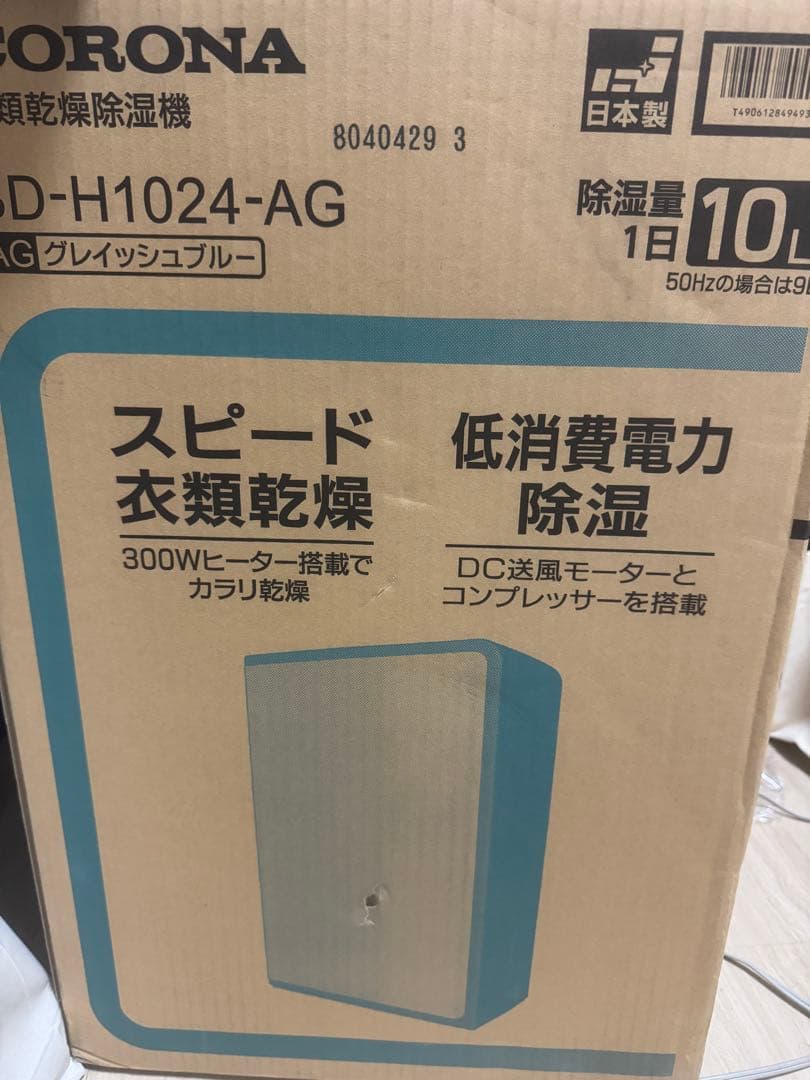 CORONA
類乾燥除湿機
8040429 3
日本製
T490612849493
BD-H1024-AG
AG グレイッシュブルー
除湿量
1日
10L
50Hzの場合は9L
スピード
衣類乾燥
300Wヒーター搭載で
カラリ乾燥
低消費電力
除湿
DC送風モーターと
コンプレッサーを搭載